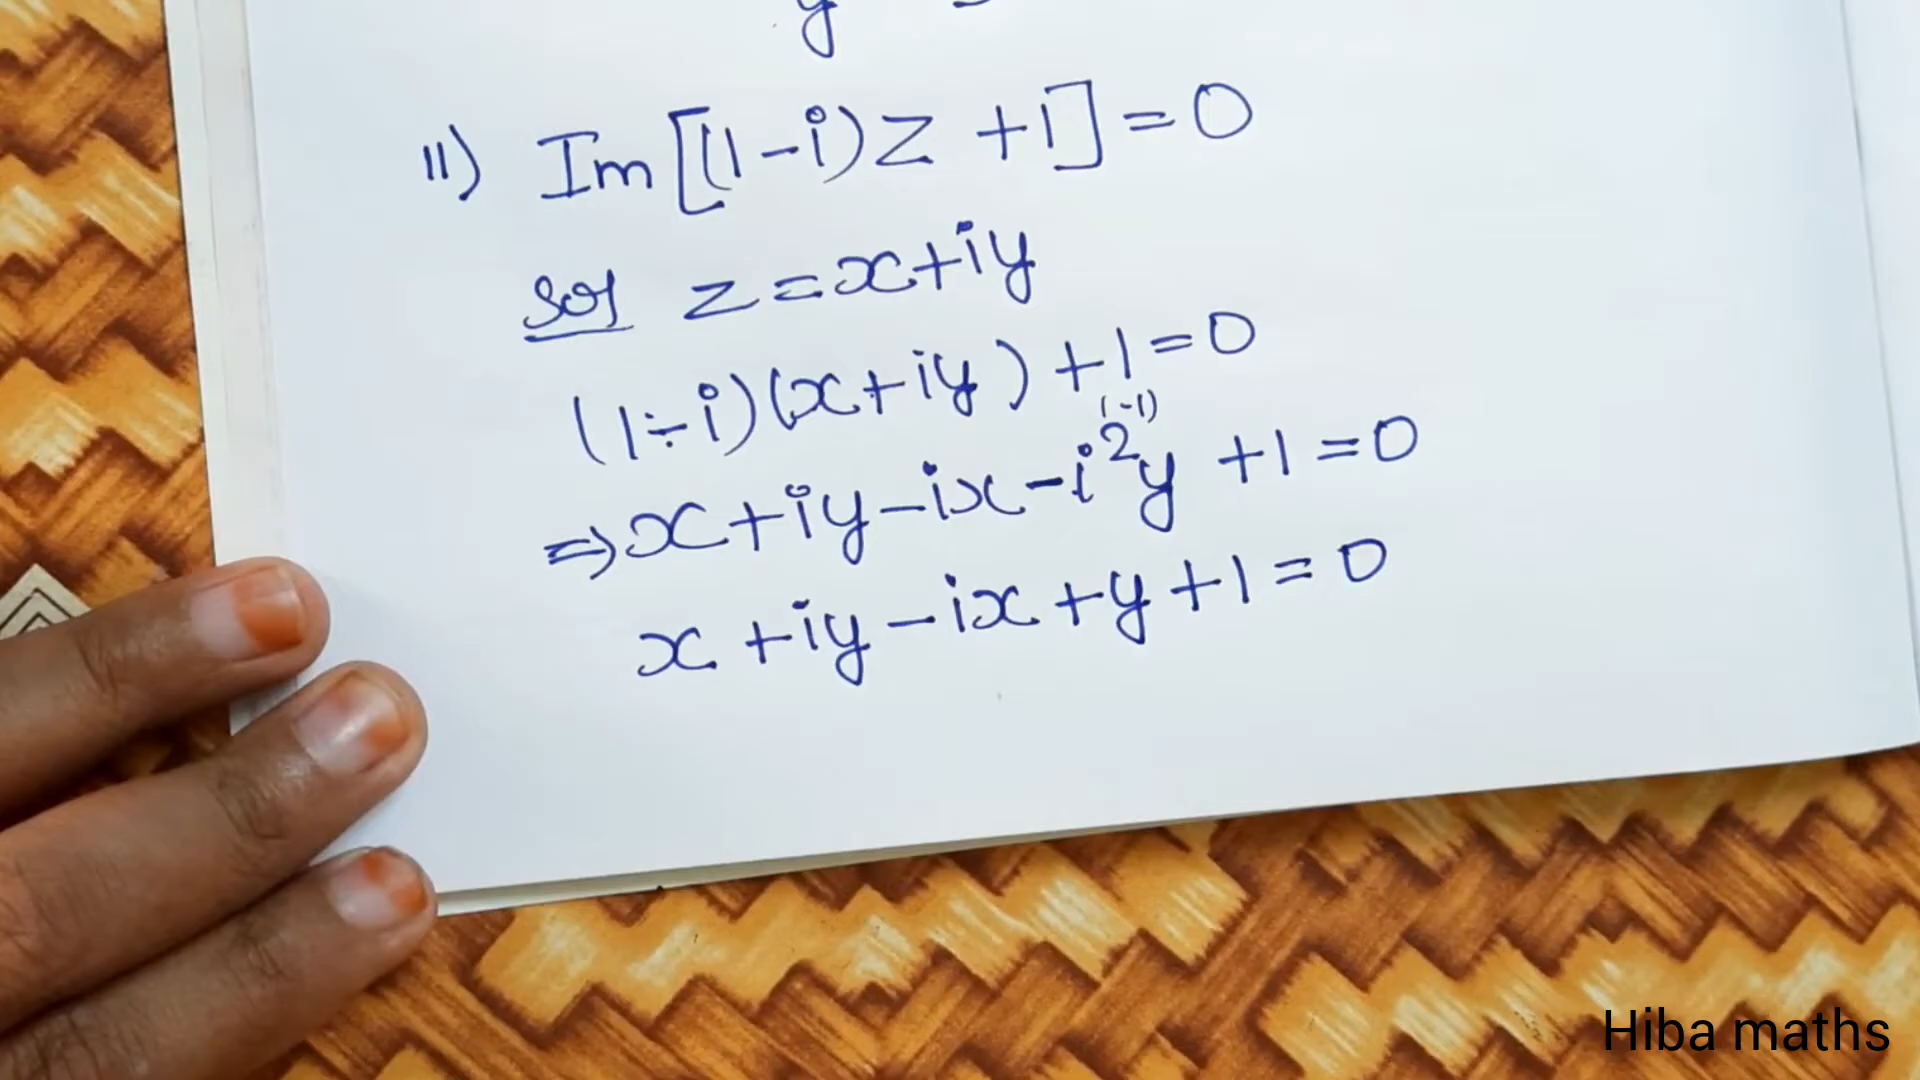 y
ii) Im [(1-i)z +1] = 0
Sol z = x+iy
(1-i)(x+iy) +1 = 0
(-1)
⇒ x+iy-ix-i²y +1 = 0
x +iy -ix +y +1 = 0
Hiba maths